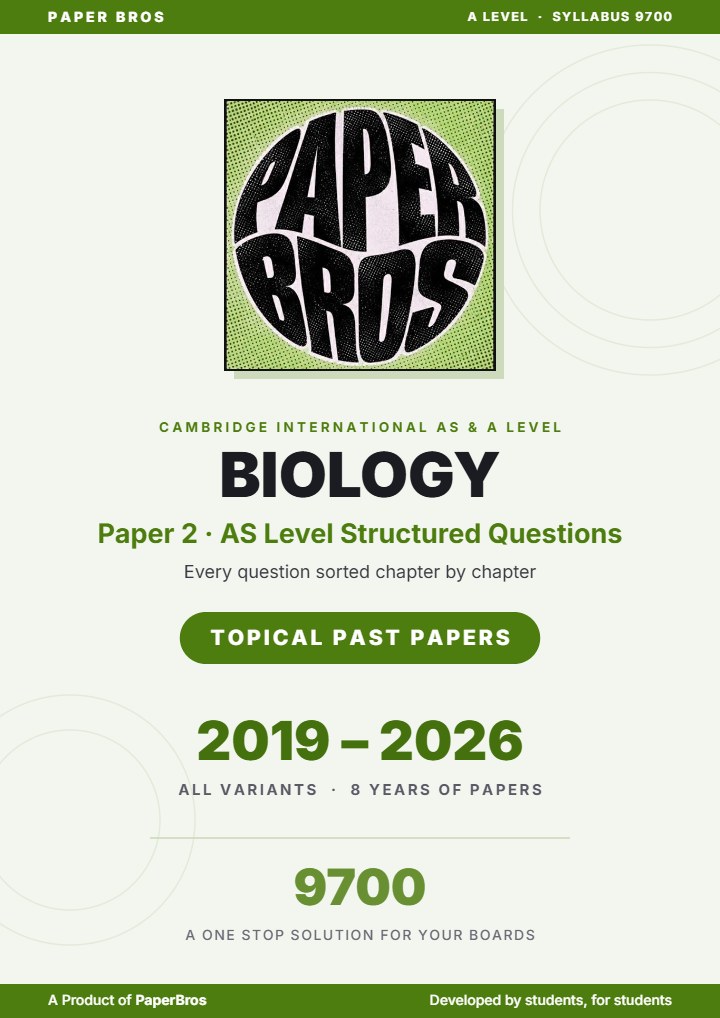 PAPER BROS
A LEVEL · SYLLABUS 9700
PAPER
BROS
CAMBRIDGE INTERNATIONAL AS & A LEVEL
BIOLOGY
Paper 2 · AS Level Structured Questions
Every question sorted chapter by chapter
TOPICAL PAST PAPERS
2019 – 2026
ALL VARIANTS · 8 YEARS OF PAPERS
9700
A ONE STOP SOLUTION FOR YOUR BOARDS
A Product of PaperBros
Developed by students, for students